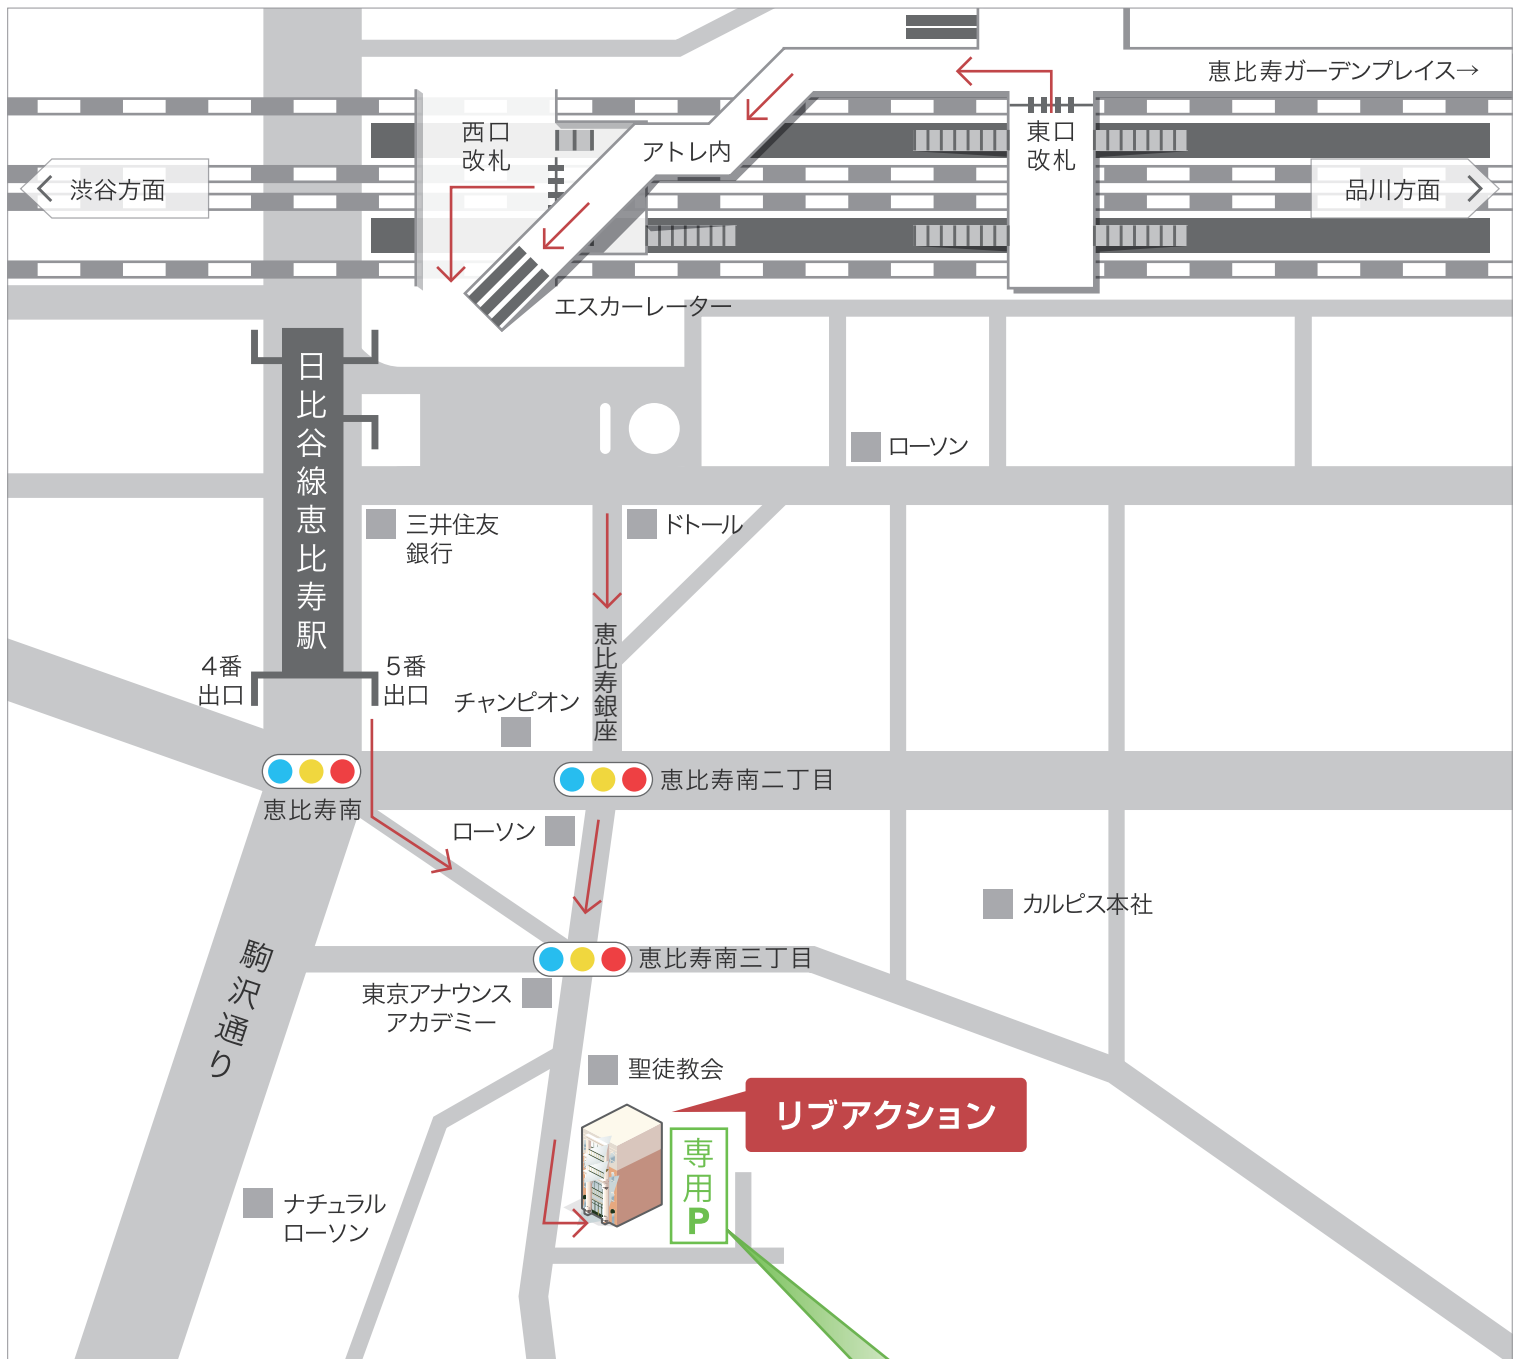 恵比寿ガーデンプレイス→
西口
改札
アトレ内
東口
改札
渋谷方面
品川方面
エスカーレーター
日比谷線恵比寿駅
ローソン
三井住友
銀行
ドトール
恵比寿銀座
4番
出口
5番
出口
チャンピオン
恵比寿南
恵比寿南二丁目
ローソン
カルピス本社
駒沢通り
恵比寿南三丁目
東京アナウンス
アカデミー
聖徒教会
リブアクション
専用P
ナチュラル
ローソン